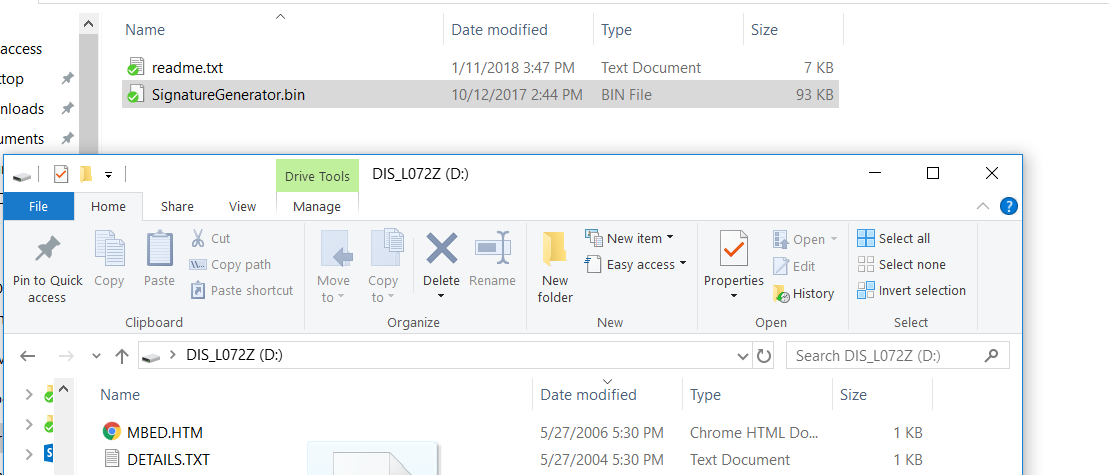 Name Date modified Type Size
access
readme.txt 1/11/2018 3:47 PM Text Document 7 KB
top
SignatureGenerator.bin 10/12/2017 2:44 PM BIN File 93 KB
nloads
uments
Drive Tools DIS_L072Z (D:)
File Home Share View Manage
Pin to Quick access
Copy
Paste
Cut
Copy path
Paste shortcut
Move to
Copy to
Delete
Rename
New folder
New item
Easy access
Properties
Open
Edit
History
Select all
Select none
Invert selection
Clipboard Organize New Open Select
DIS_L072Z (D:) Search DIS_L072Z (D:)
Name Date modified Type Size
MBED.HTM 5/27/2006 5:30 PM Chrome HTML Do... 1 KB
DETAILS.TXT 5/27/2004 5:30 PM Text Document 1 KB